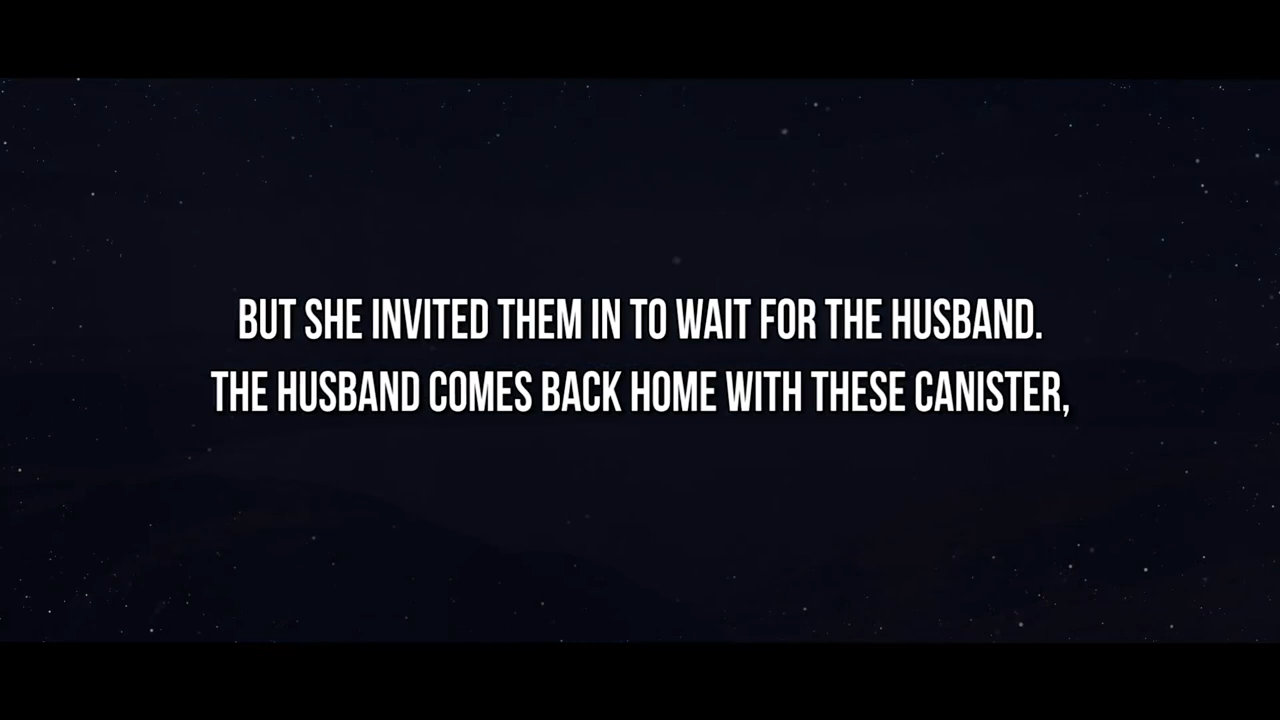 BUT SHE INVITED THEM IN TO WAIT FOR THE HUSBAND.
THE HUSBAND COMES BACK HOME WITH THESE CANISTER,